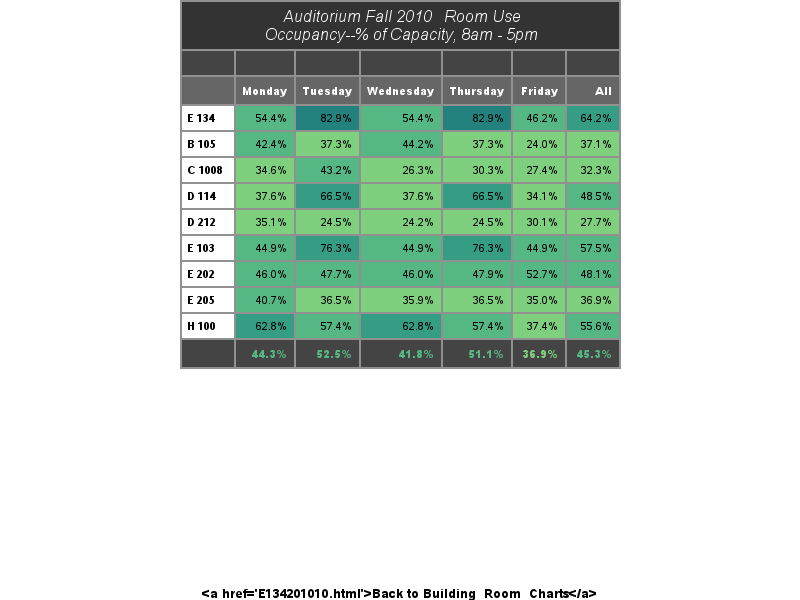 Auditorium Fall 2010 Room Use
Occupancy--% of Capacity, 8am - 5pm
Monday Tuesday Wednesday Thursday Friday All
E 134 54.4% 82.9% 54.4% 82.9% 46.2% 64.2%
B 105 42.4% 37.3% 44.2% 37.3% 24.0% 37.1%
C 1008 34.6% 43.2% 26.3% 30.3% 27.4% 32.3%
D 114 37.6% 66.5% 37.6% 66.5% 34.1% 48.5%
D 212 35.1% 24.5% 24.2% 24.5% 30.1% 27.7%
E 103 44.9% 76.3% 44.9% 76.3% 44.9% 57.5%
E 202 46.0% 47.7% 46.0% 47.9% 52.7% 48.1%
E 205 40.7% 36.5% 35.9% 36.5% 35.0% 36.9%
H 100 62.8% 57.4% 62.8% 57.4% 37.4% 55.6%
44.3% 52.5% 41.8% 51.1% 36.9% 45.3%
<a href='E134201010.html'>Back to Building Room Charts</a>